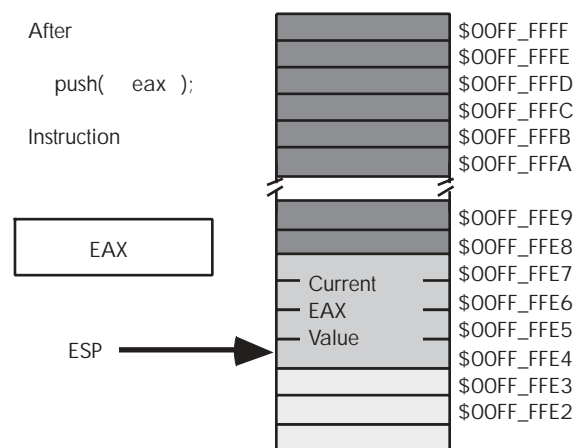 After
push( eax );
Instruction
EAX
ESP
Current
EAX
Value
$00FF_FFFF
$00FF_FFFE
$00FF_FFFD
$00FF_FFFC
$00FF_FFFB
$00FF_FFFA
$00FF_FFE9
$00FF_FFE8
$00FF_FFE7
$00FF_FFE6
$00FF_FFE5
$00FF_FFE4
$00FF_FFE3
$00FF_FFE2